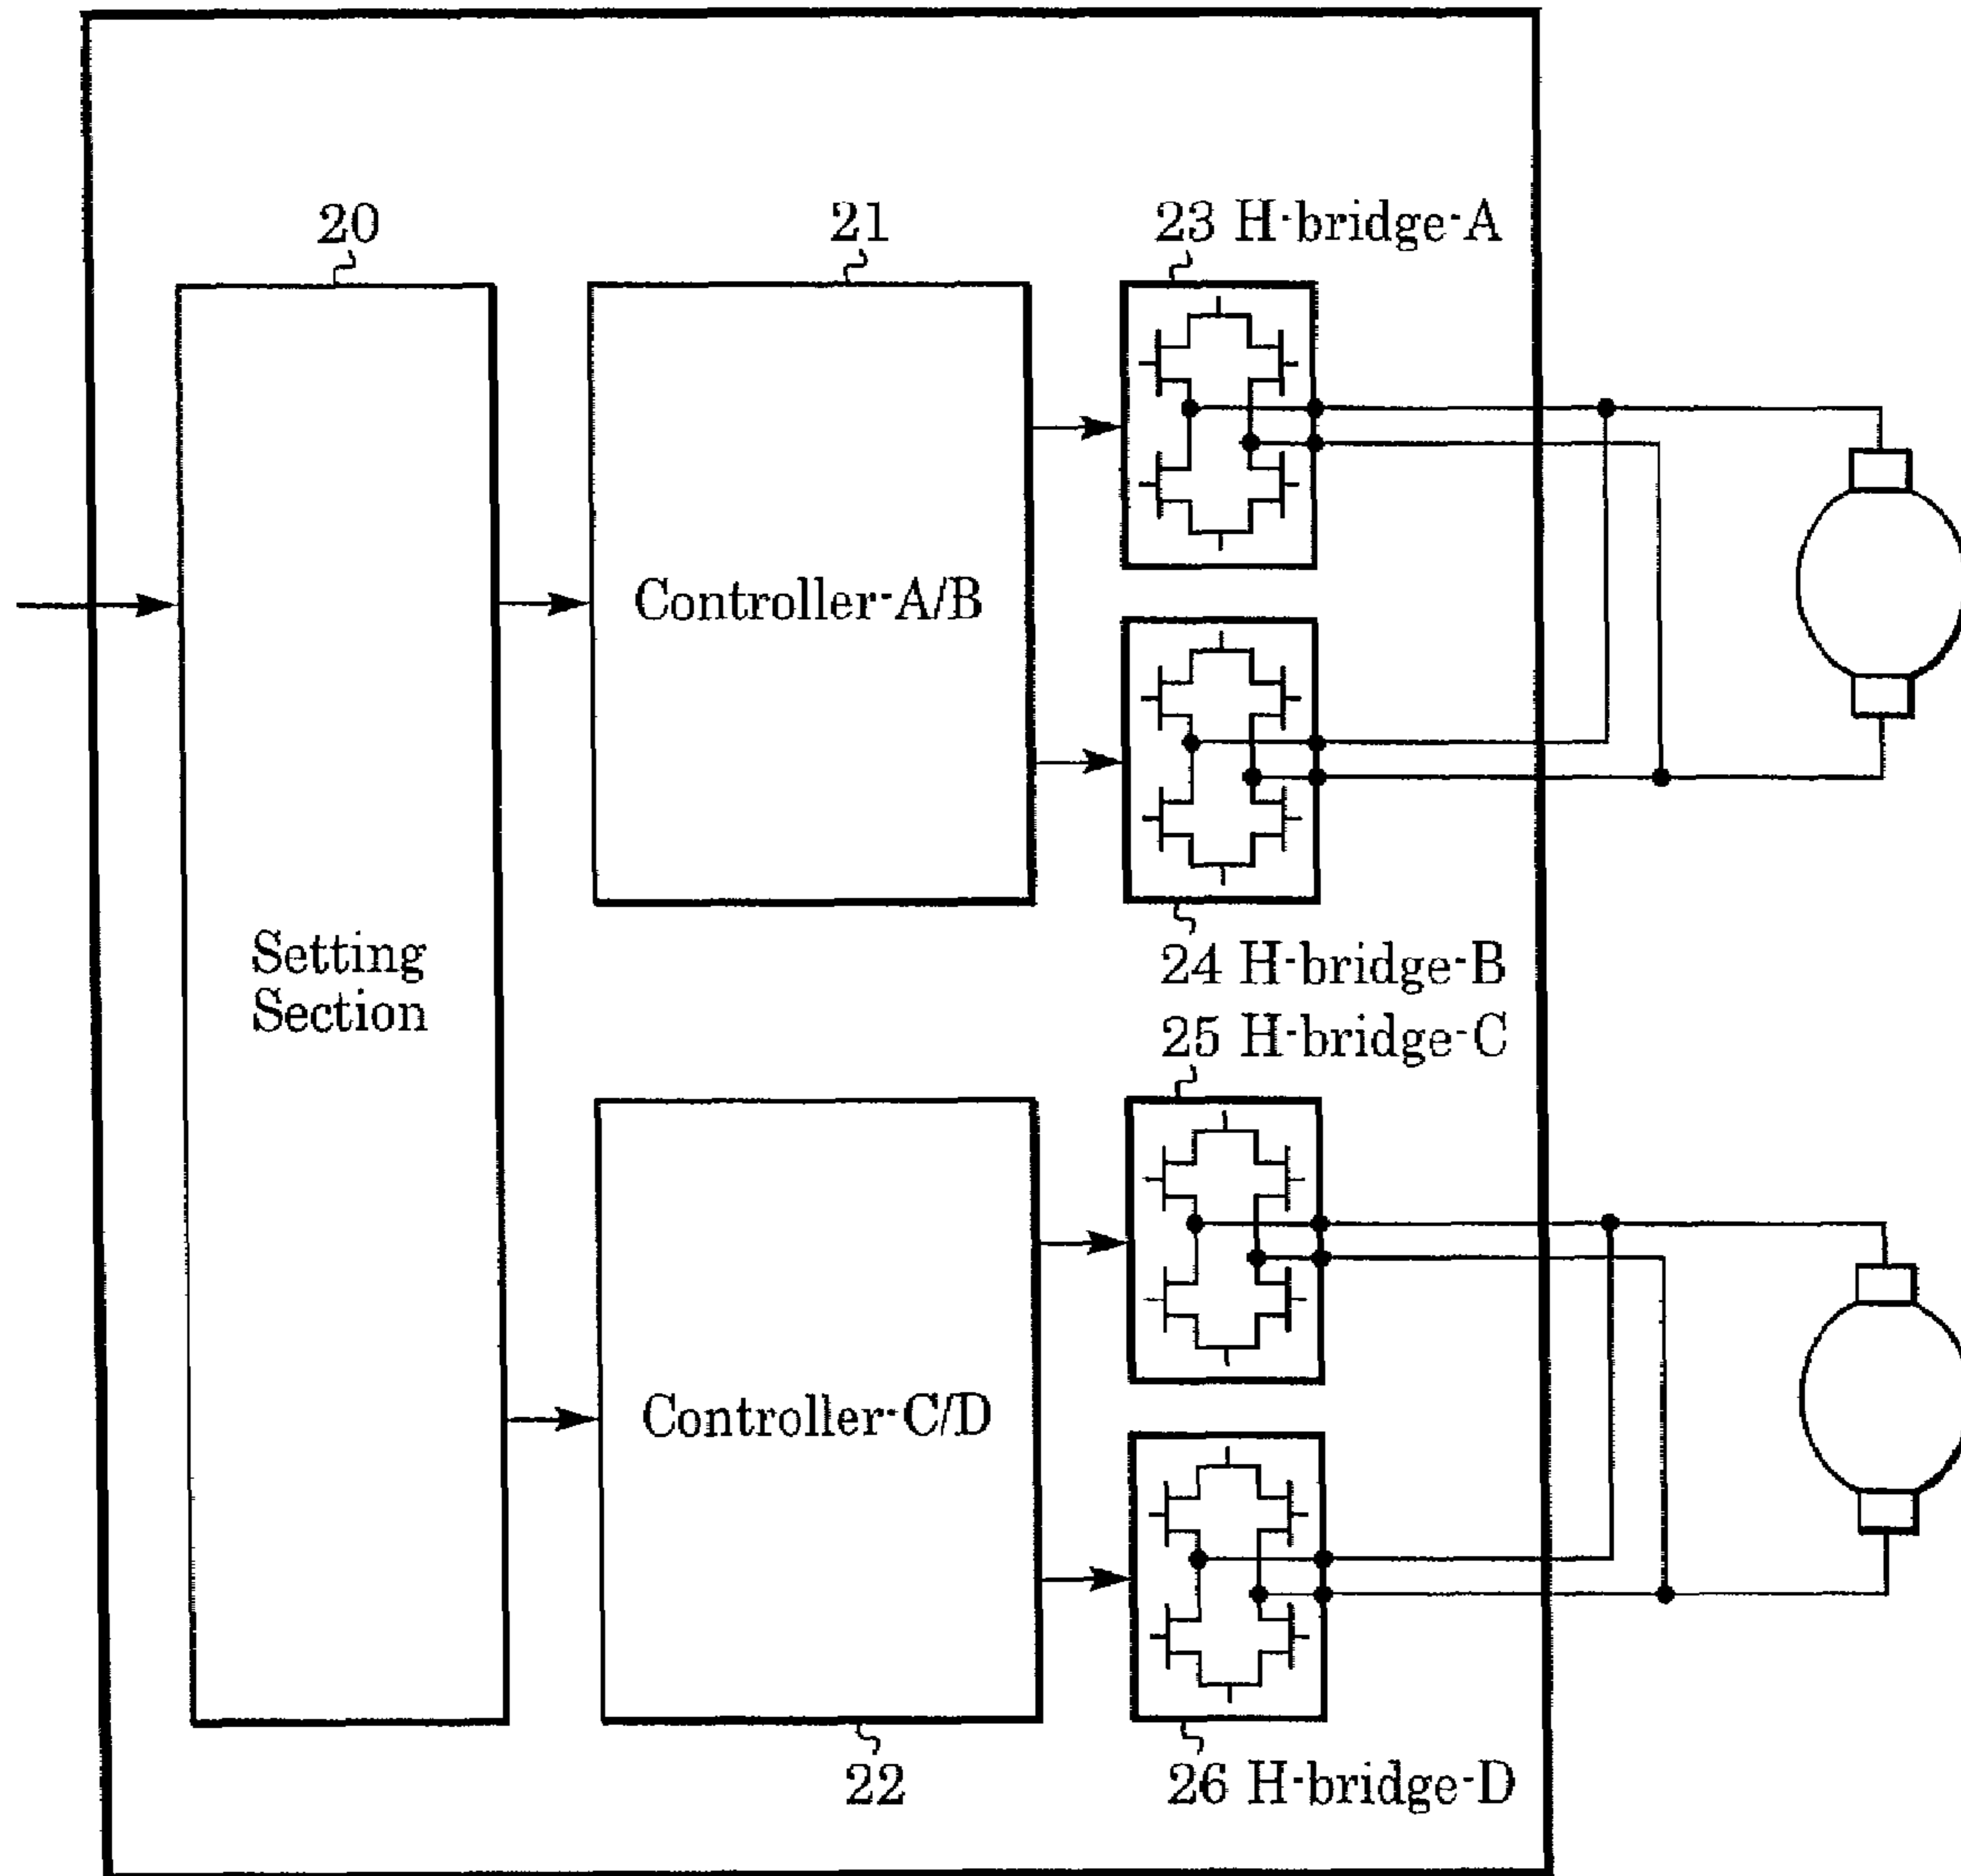 20
21
23 H-bridge-A
Controller-A/B
Setting
Section
24 H-bridge-B
25 H-bridge-C
Controller-C/D
22
26 H-bridge-D